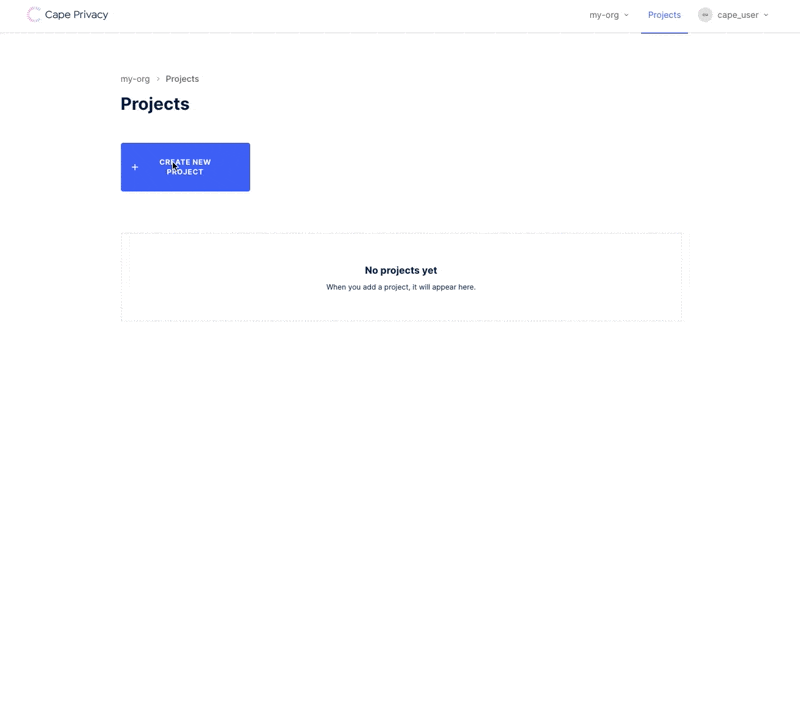 Cape Privacy
my-org
Projects
cape_user
my-org › Projects
Projects
+ CREATE NEW
PROJECT
No projects yet
When you add a project, it will appear here.